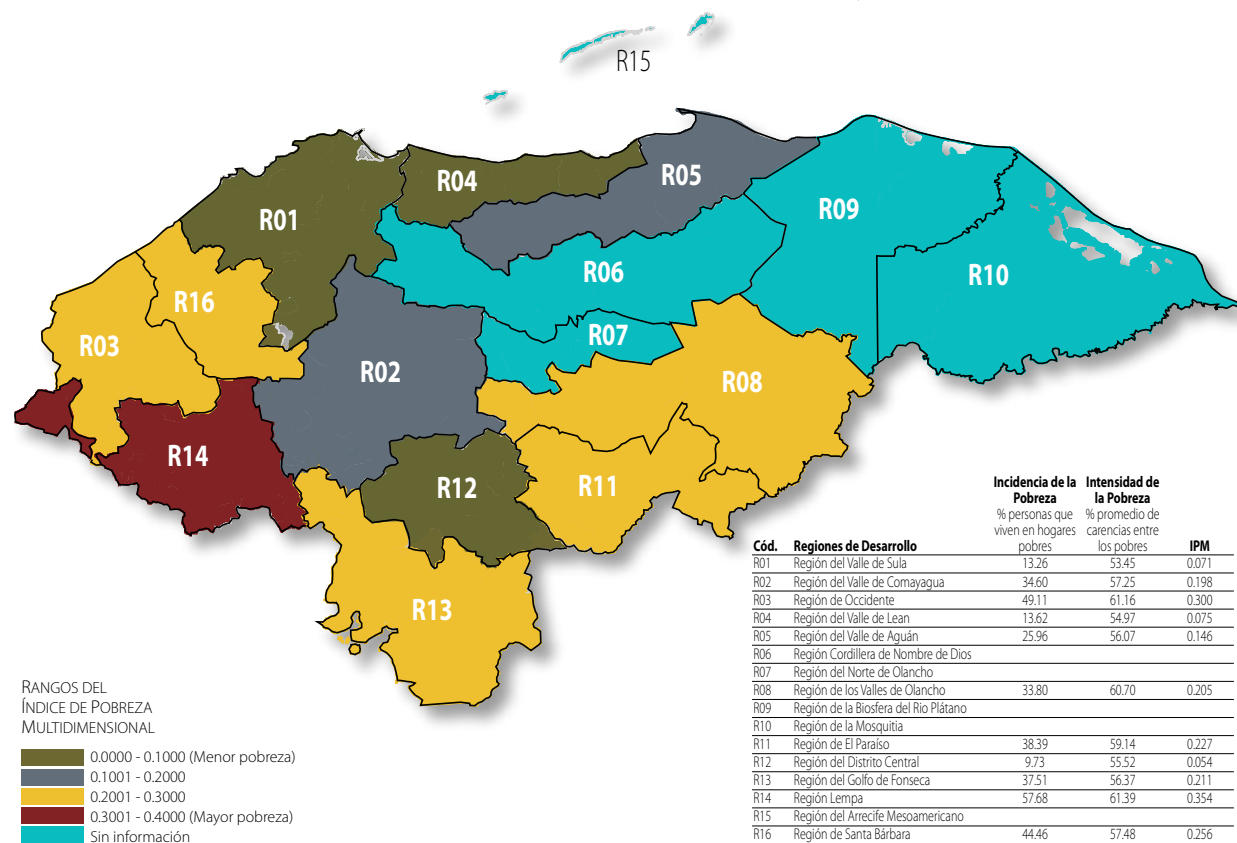 R15
R04
R05
R01
R09
R06
R10
R16
R07
R03
R02
R08
R14
R12
R11
R13
RANGOS DEL
ÍNDICE DE POBREZA
MULTIDIMENSIONAL
0.0000 - 0.1000 (Menor pobreza)
0.1001 - 0.2000
0.2001 - 0.3000
0.3001 - 0.4000 (Mayor pobreza)
Sin información
Incidencia de la Intensidad de
Pobreza la Pobreza
% personas que % promedio de
viven en hogares carencias entre
Cód. Regiones de Desarrollo pobres los pobres IPM
R01 Región del Valle de Sula 13.26 53.45 0.071
R02 Región del Valle de Comayagua 34.60 57.25 0.198
R03 Región de Occidente 49.11 61.16 0.300
R04 Región del Valle de Lean 13.62 54.97 0.075
R05 Región del Valle de Aguán 25.96 56.07 0.146
R06 Región Cordillera de Nombre de Dios
R07 Región del Norte de Olancho
R08 Región de los Valles de Olancho 33.80 60.70 0.205
R09 Región de la Biosfera del Rio Plátano
R10 Región de la Mosquitia
R11 Región de El Paraíso 38.39 59.14 0.227
R12 Región del Distrito Central 9.73 55.52 0.054
R13 Región del Golfo de Fonseca 37.51 56.37 0.211
R14 Región Lempa 57.68 61.39 0.354
R15 Región del Arrecife Mesoamericano
R16 Región de Santa Bárbara 44.46 57.48 0.256